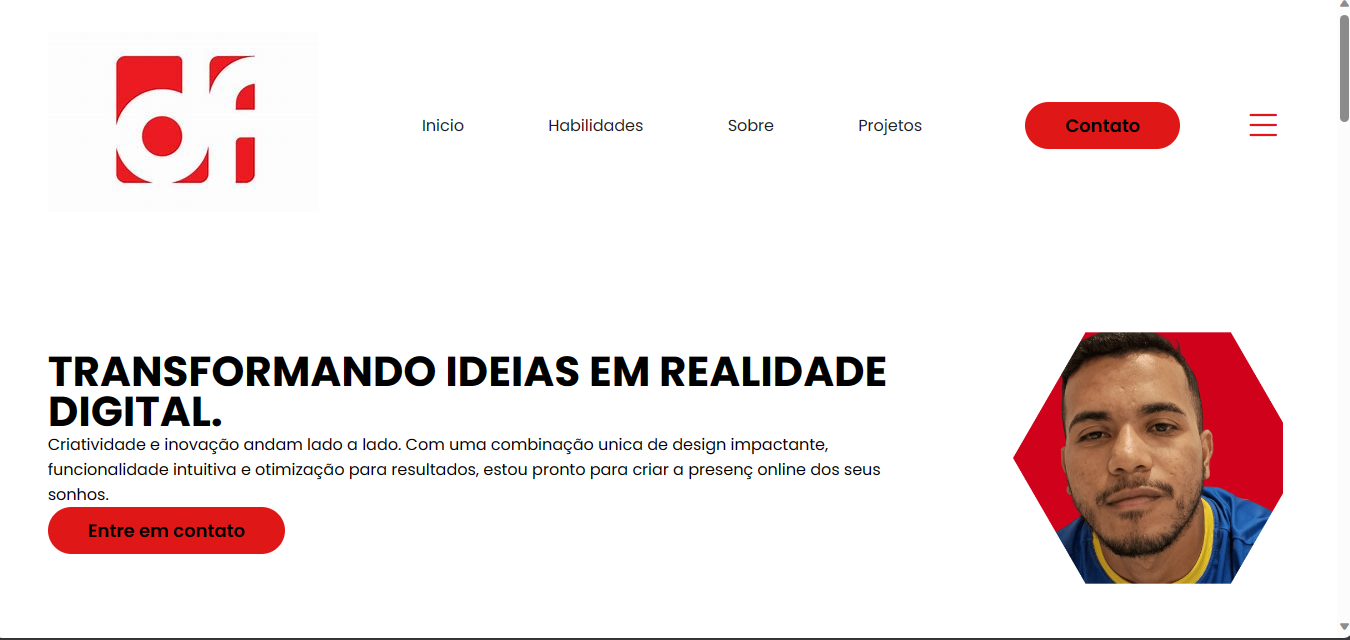 df
Inicio
Habilidades
Sobre
Projetos
Contato
TRANSFORMANDO IDEIAS EM REALIDADE
DIGITAL.
Criatividade e inovação andam lado a lado. Com uma combinação unica de design impactante,
funcionalidade intuitiva e otimização para resultados, estou pronto para criar a presenç online dos seus
sonhos.
Entre em contato